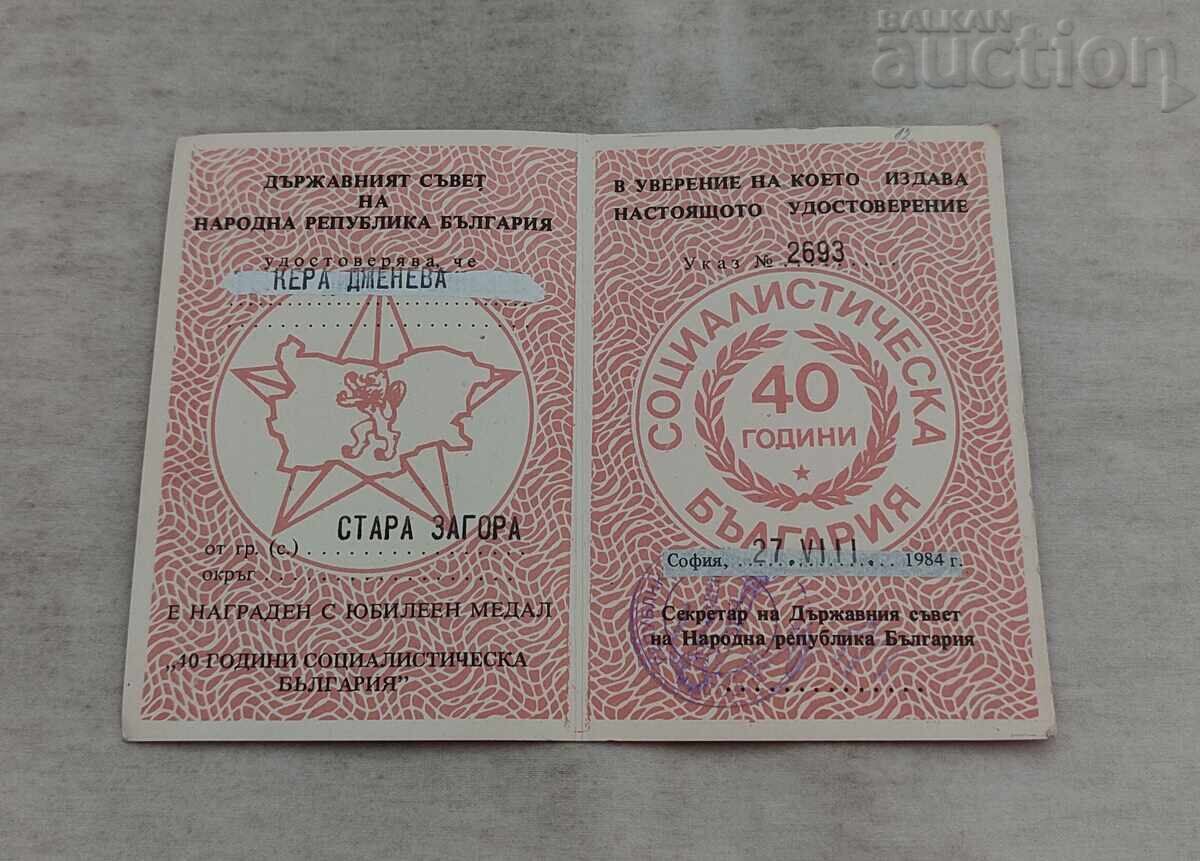 БАЛКАН
auction
ДЪРЖАВНИЯТ СЪВЕТ
НА
НАРОДНА РЕПУБЛИКА БЪЛГАРИЯ
удостоверява, че
КЕРА ДЖЕНЕВА
СТАРА ЗАГОРА
от гр. (с.)
окръг
Е НАГРАДЕН С ЮБИЛЕЕН МЕДАЛ
„40 ГОДИНИ СОЦИАЛИСТИЧЕСКА
БЪЛГАРИЯ"
12
В УВЕРЕНИЕ НА КОЕТО ИЗДАВА
НАСТОЯЩОТО УДОСТОВЕРЕНИЕ
Указ № 2693
СОЦИАЛИСТИЧЕСКА
40
ГОДИНИ
БЪЛГАРИЯ
София, 27. VIII 1984 г.
Секретар на Държавния съвет
на Народна република България